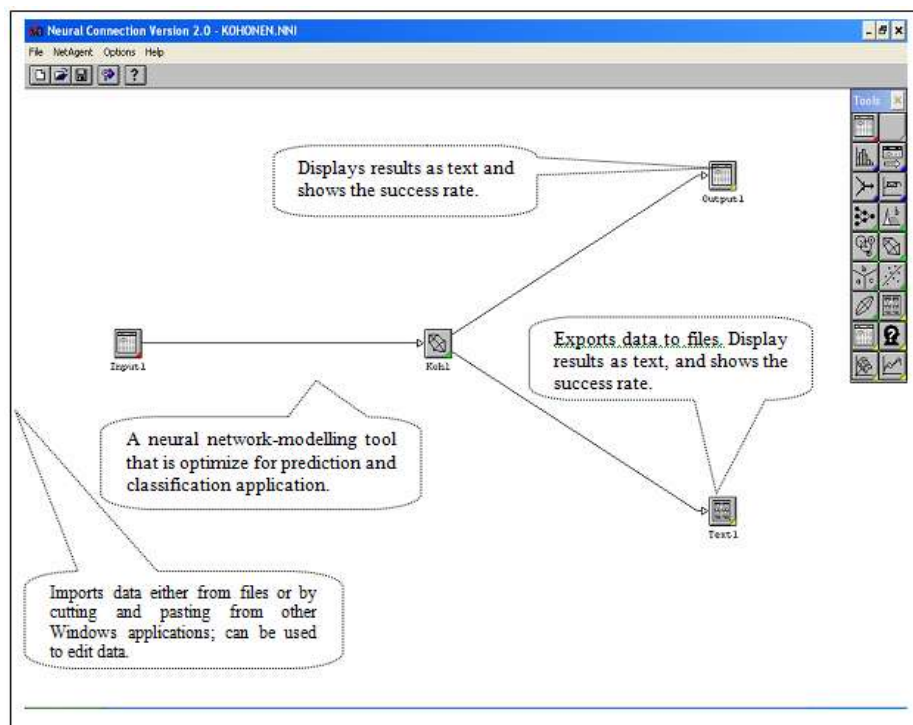 Neural Connection Version 2.0 - KOHONEN.NNI
File NetAgent Options Help
Tools
Displays results as text and
shows the success rate.
Output1
Input1
Koh1
Exports data to files. Display
results as text, and shows the
success rate.
A neural network-modelling tool
that is optimize for prediction and
classification application.
Text1
Imports data either from files or by
cutting and pasting from other
Windows applications; can be used
to edit data.